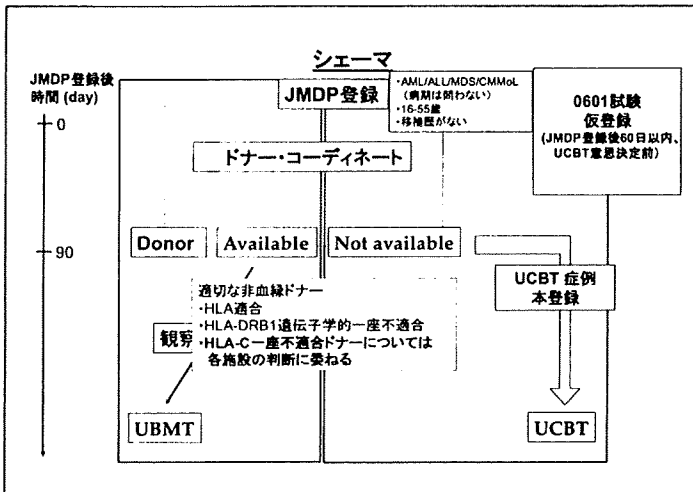 シェーマ
JMDP登録後
時間 (day)
0
90
JMDP登録
・AML/ALU/MDS/CMMoL
(病期は問わない)
・16-55歳
・移植歴がない
0601試験
仮登録
(JMDP登録後60日以内、
UCBT意思決定前)
ドナー・コーディネート
Donor
Available
Not available
UCBT 症例
本登録
適切な非血縁ドナー
・HLA適合
・HLA-DRB1遺伝子学的一座不適合
・HLA-C一座不適合ドナーについては
各施設の判断に委ねる
観察
UBMT
UCBT